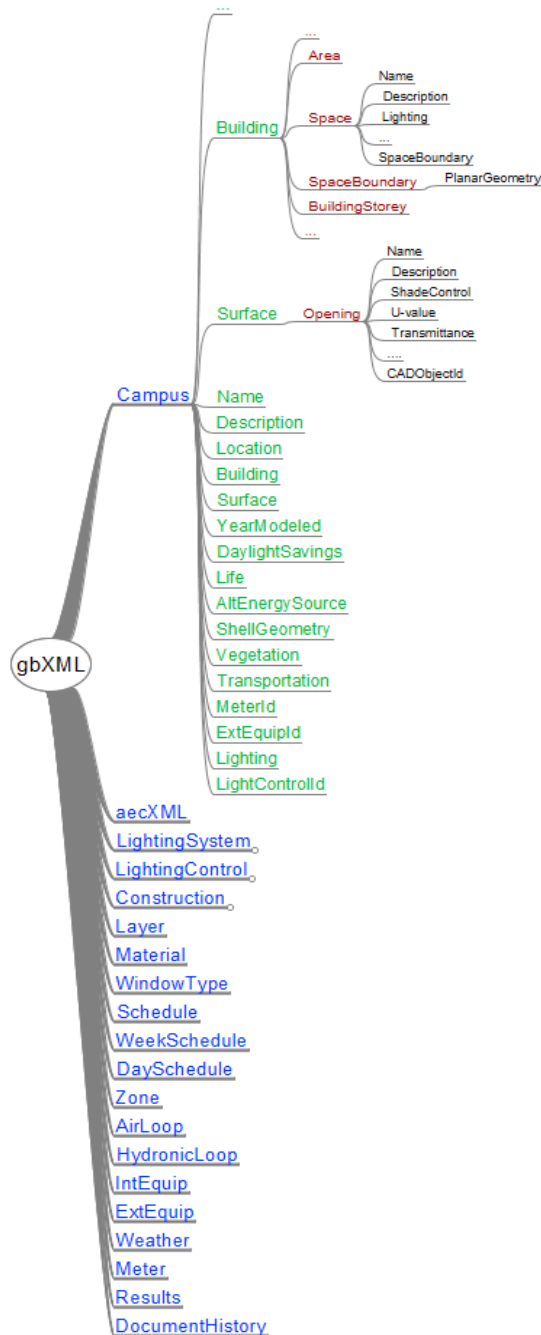 ...
...
Area
Name
Description
Building
Space
Lighting
...
SpaceBoundary
SpaceBoundary
PlanarGeometry
BuildingStorey
...
Name
Description
ShadeControl
Surface
Opening
U-value
Transmittance
....
CADObjectId
Campus
Name
Description
Location
Building
Surface
YearModeled
DaylightSavings
Life
AltEnergySource
ShellGeometry
gbXML
Vegetation
Transportation
MeterId
ExtEquipId
Lighting
LightControlId
aecXML
LightingSystem
LightingControl
Construction
Layer
Material
WindowType
Schedule
WeekSchedule
DaySchedule
Zone
AirLoop
HydronicLoop
IntEquip
ExtEquip
Weather
Meter
Results
DocumentHistory